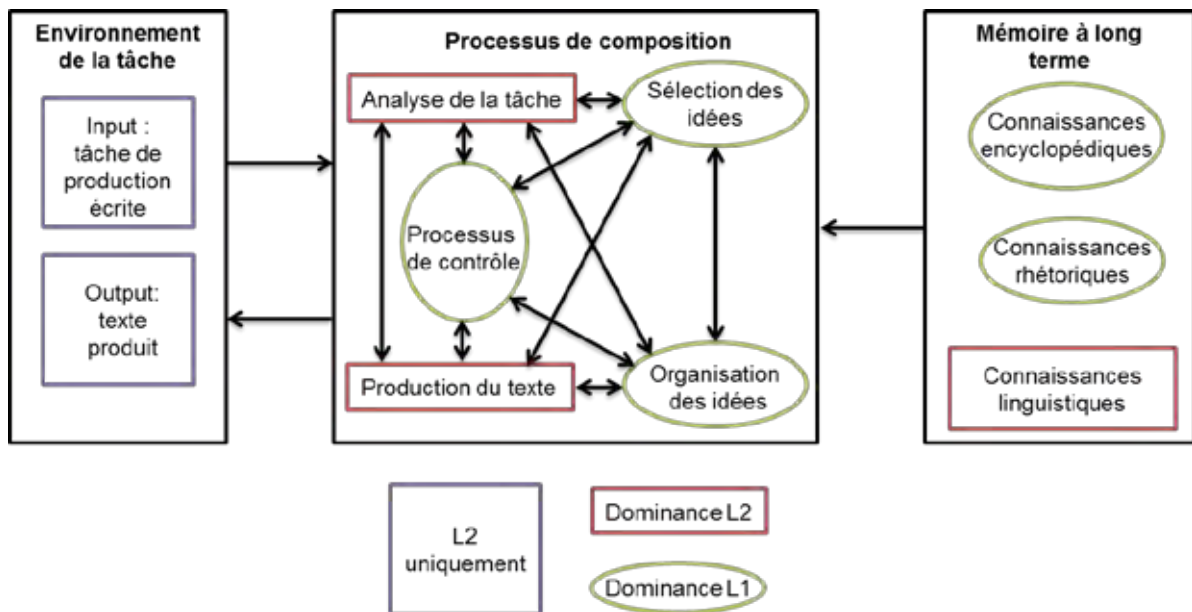 Environnement
de la tâche
Input :
tâche de
production
écrite
Output:
texte
produit
Processus de composition
Analyse de la tâche
Sélection des
idées
Processus
de contrôle
Production du texte
Organisation
des idées
Mémoire à long
terme
Connaissances
encyclopédiques
Connaissances
rhétoriques
Connaissances
linguistiques
L2
uniquement
Dominance L2
Dominance L1